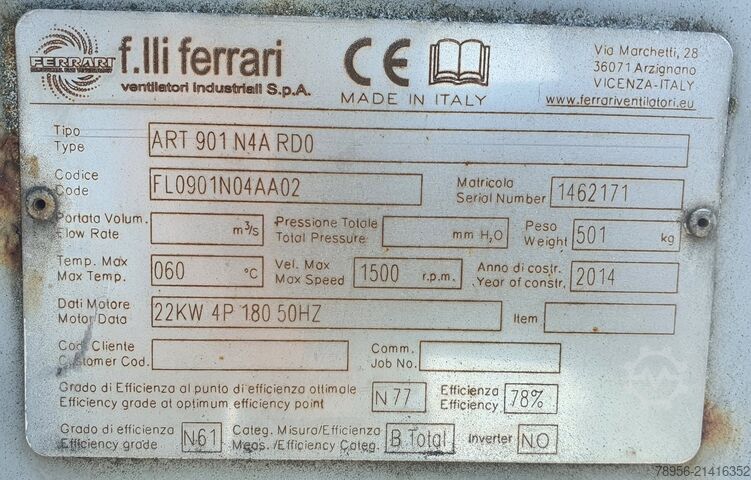 FERRARI
f.lli ferrari
ventilatori industriali S.p.A.
CE
MADE IN ITALY
Via Marchetti, 28
36071 Arzignano
VICENZA-ITALY
www.ferrariventilatori.eu
Tipo
Type
ART 901 N4A RD0
Codice
Code
FL0901N04AA02
Matricola
Serial Number
1462171
Portata Volum.
Flow Rate
m³/s
Pressione Totale
Total Pressure
mm H₂O
Peso
Weight
501
kg
Temp. Max
Max Temp.
060
°C
Vel. Max
Max Speed
1500
r.p.m.
Anno di costr.
Year of constr.
2014
Dati Motore
Motor Data
22KW 4P 180 50HZ
Item
Cod. Cliente
Customer Cod.
Comm.
Job No.
Grado di Efficienza al punto di efficienza ottimale
Efficiency grade at optimum efficiency point
N 77
Efficienza
Efficiency
78%
Grado di efficienza
Efficiency grade
N61
Categ. Misura/Efficienza
Meas. /Efficiency Categ.
B Total
Inverter
N.O
78956-21416352